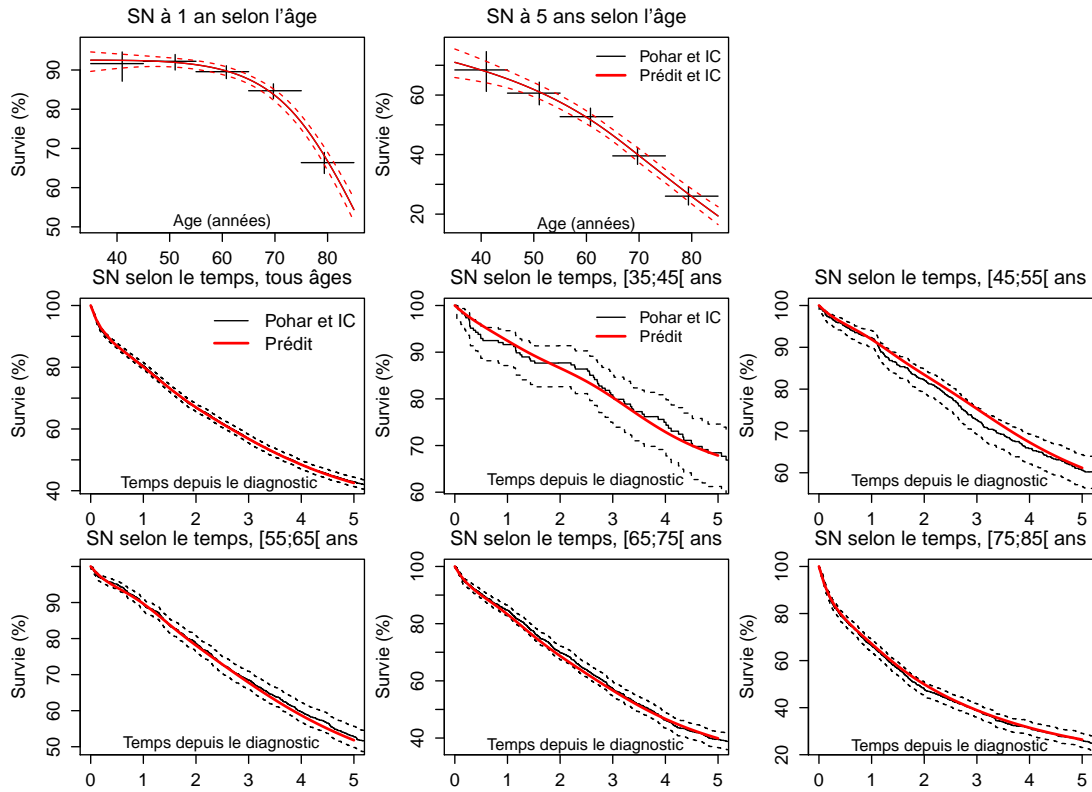 SN à 1 an selon l'âge
Survie (%)
50 60 70 80 90
Age (années)
40 50 60 70 80
SN à 5 ans selon l'âge
Survie (%)
20 40 60
Pohar et IC
Prédit et IC
Age (années)
40 50 60 70 80
SN selon le temps, tous âges
Survie (%)
40 60 80 100
Pohar et IC
Prédit
Temps depuis le diagnostic
0 1 2 3 4 5
SN selon le temps, [35;45[ ans
Survie (%)
60 70 80 90 100
Pohar et IC
Prédit
Temps depuis le diagnostic
0 1 2 3 4 5
SN selon le temps, [45;55[ ans
Survie (%)
60 70 80 90 100
Temps depuis le diagnostic
0 1 2 3 4 5
SN selon le temps, [55;65[ ans
Survie (%)
50 60 70 80 90
Temps depuis le diagnostic
0 1 2 3 4 5
SN selon le temps, [65;75[ ans
Survie (%)
40 60 80 100
Temps depuis le diagnostic
0 1 2 3 4 5
SN selon le temps, [75;85[ ans
Survie (%)
20 40 60 80 100
Temps depuis le diagnostic
0 1 2 3 4 5